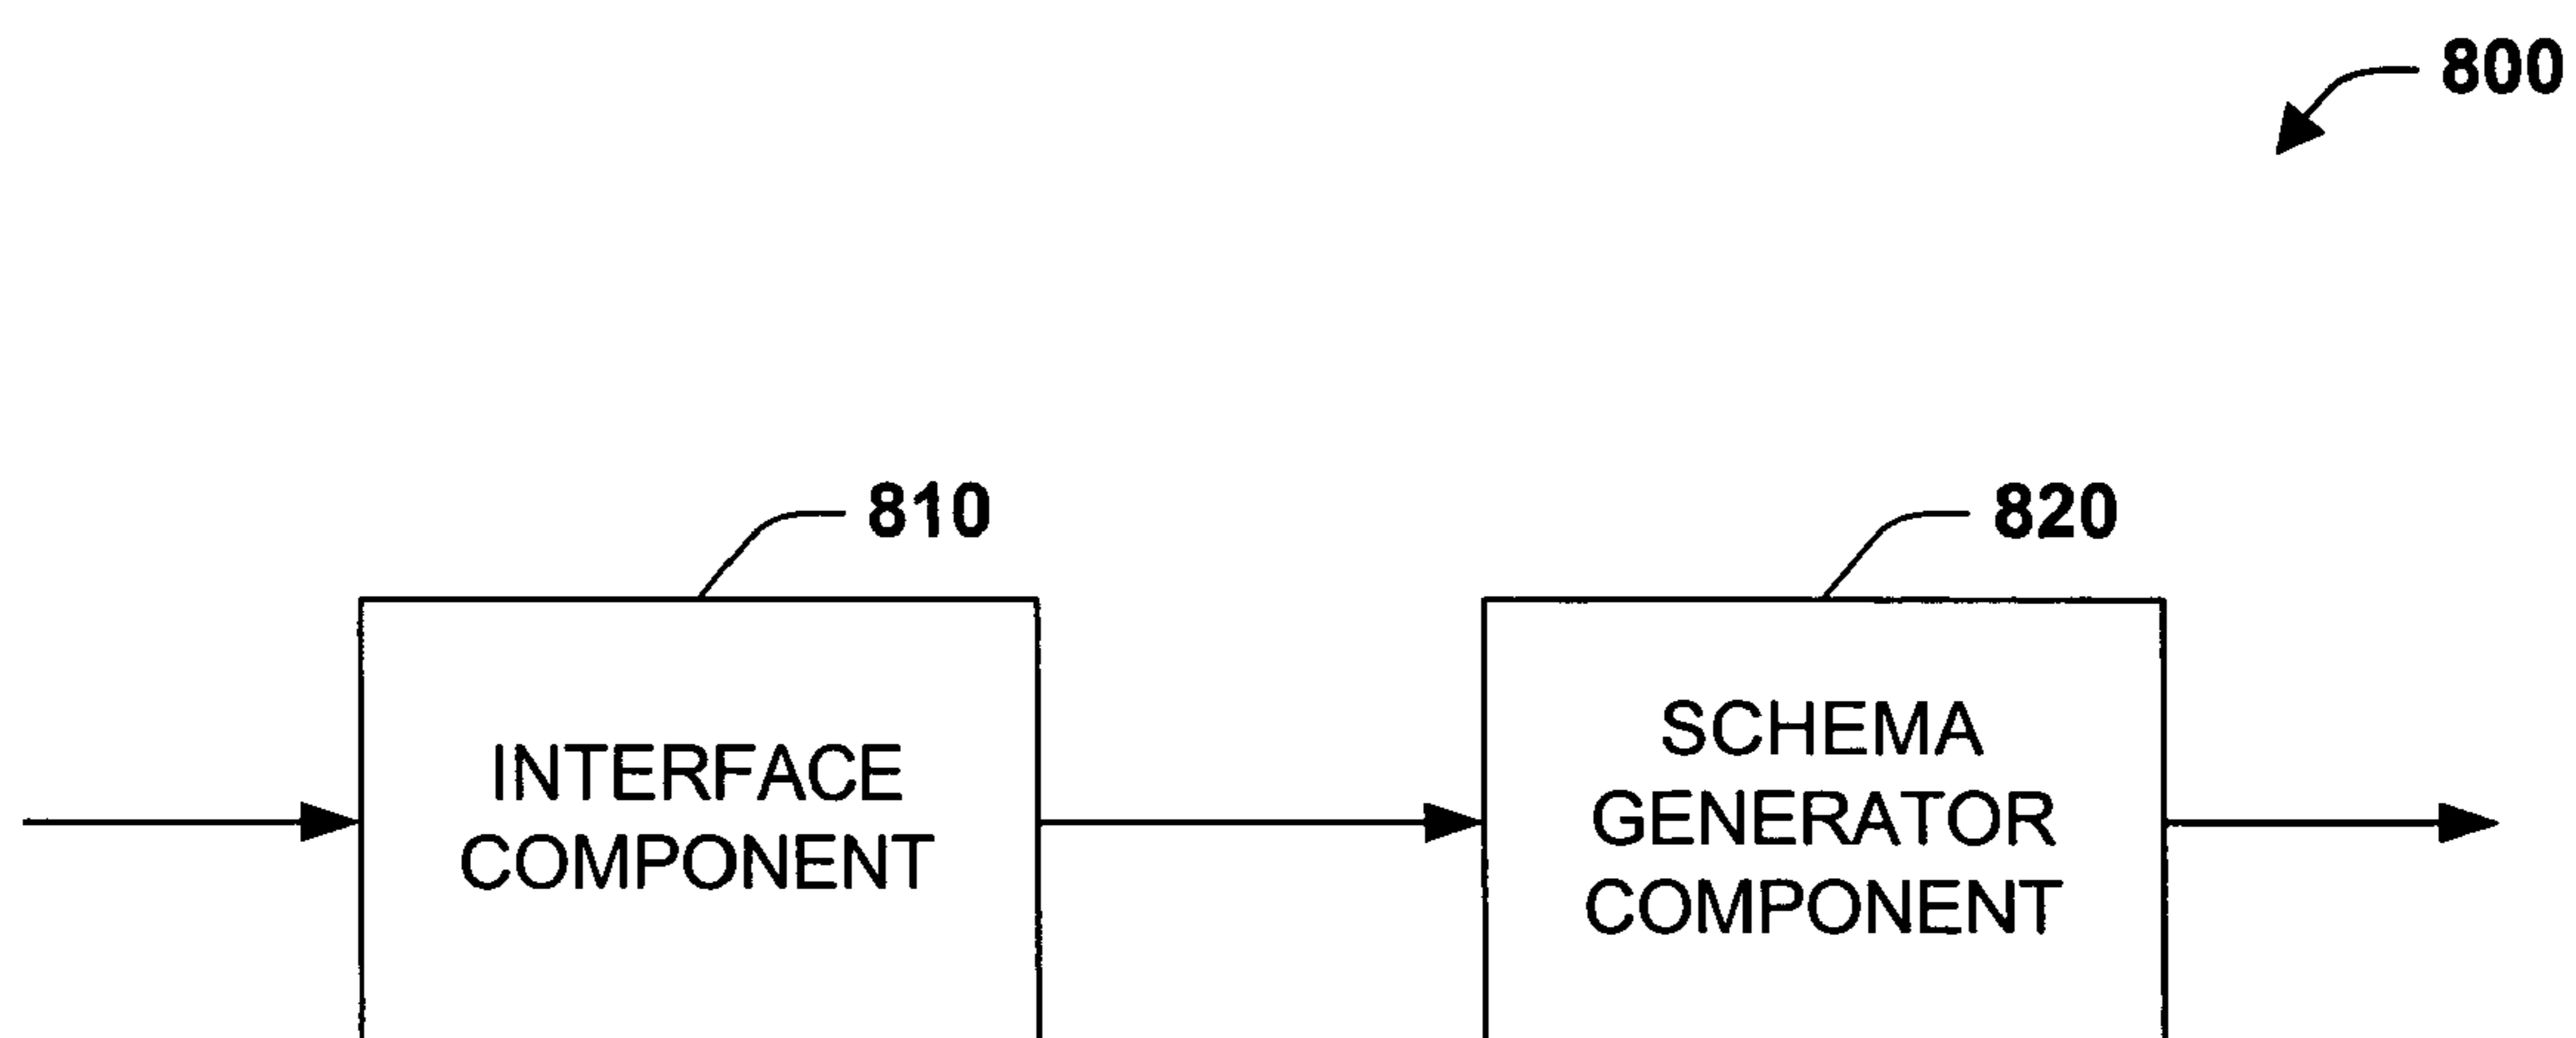 800
810
820
INTERFACE
COMPONENT
SCHEMA
GENERATOR
COMPONENT